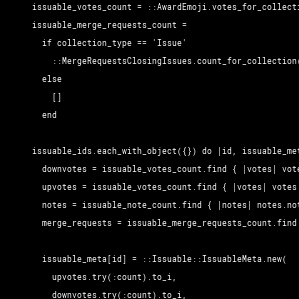 issuable_votes_count = ::AwardEmoji.votes_for_collecti
issuable_merge_requests_count =
if collection_type == 'Issue'
::MergeRequestsClosingIssues.count_for_collection(
else
[]
end
issuable_ids.each_with_object({}) do |id, issuable_met
downvotes = issuable_votes_count.find { |votes| vote
upvotes = issuable_votes_count.find { |votes| votes
notes = issuable_note_count.find { |notes| notes.not
merge_requests = issuable_merge_requests_count.find
issuable_meta[id] = ::Issuable::IssuableMeta.new(
upvotes.try(:count).to_i,
downvotes.try(:count).to_i,